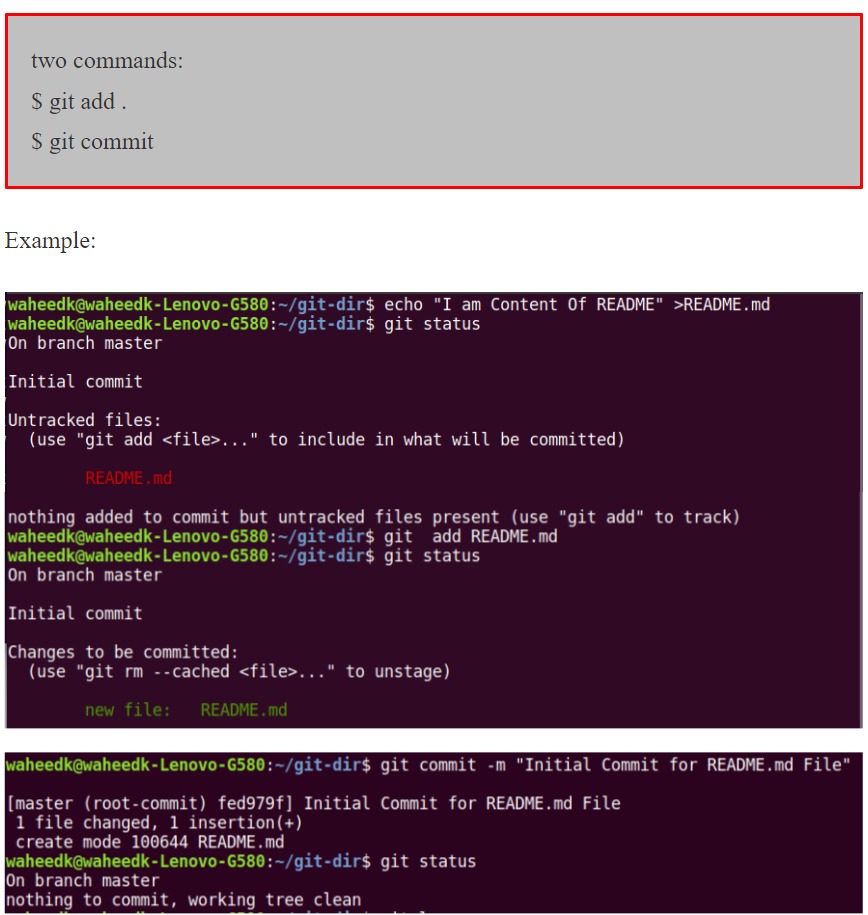 two commands:
$ git add .
$ git commit
Example:
waheedk@waheedk-Lenovo-G580:~/git-dir$ echo "I am Content Of README" >README.md
waheedk@waheedk-Lenovo-G580:~/git-dir$ git status
On branch master
Initial commit
Untracked files:
(use "git add <file>..." to include in what will be committed)
README.md
nothing added to commit but untracked files present (use "git add" to track)
waheedk@waheedk-Lenovo-G580:~/git-dir$ git  add README.md
waheedk@waheedk-Lenovo-G580:~/git-dir$ git status
On branch master
Initial commit
Changes to be committed:
(use "git rm --cached <file>..." to unstage)
new file:   README.md
waheedk@waheedk-Lenovo-G580:~/git-dir$ git commit -m "Initial Commit for README.md File"
[master (root-commit) fed979f] Initial Commit for README.md File
1 file changed, 1 insertion(+)
create mode 100644 README.md
waheedk@waheedk-Lenovo-G580:~/git-dir$ git status
On branch master
nothing to commit, working tree clean